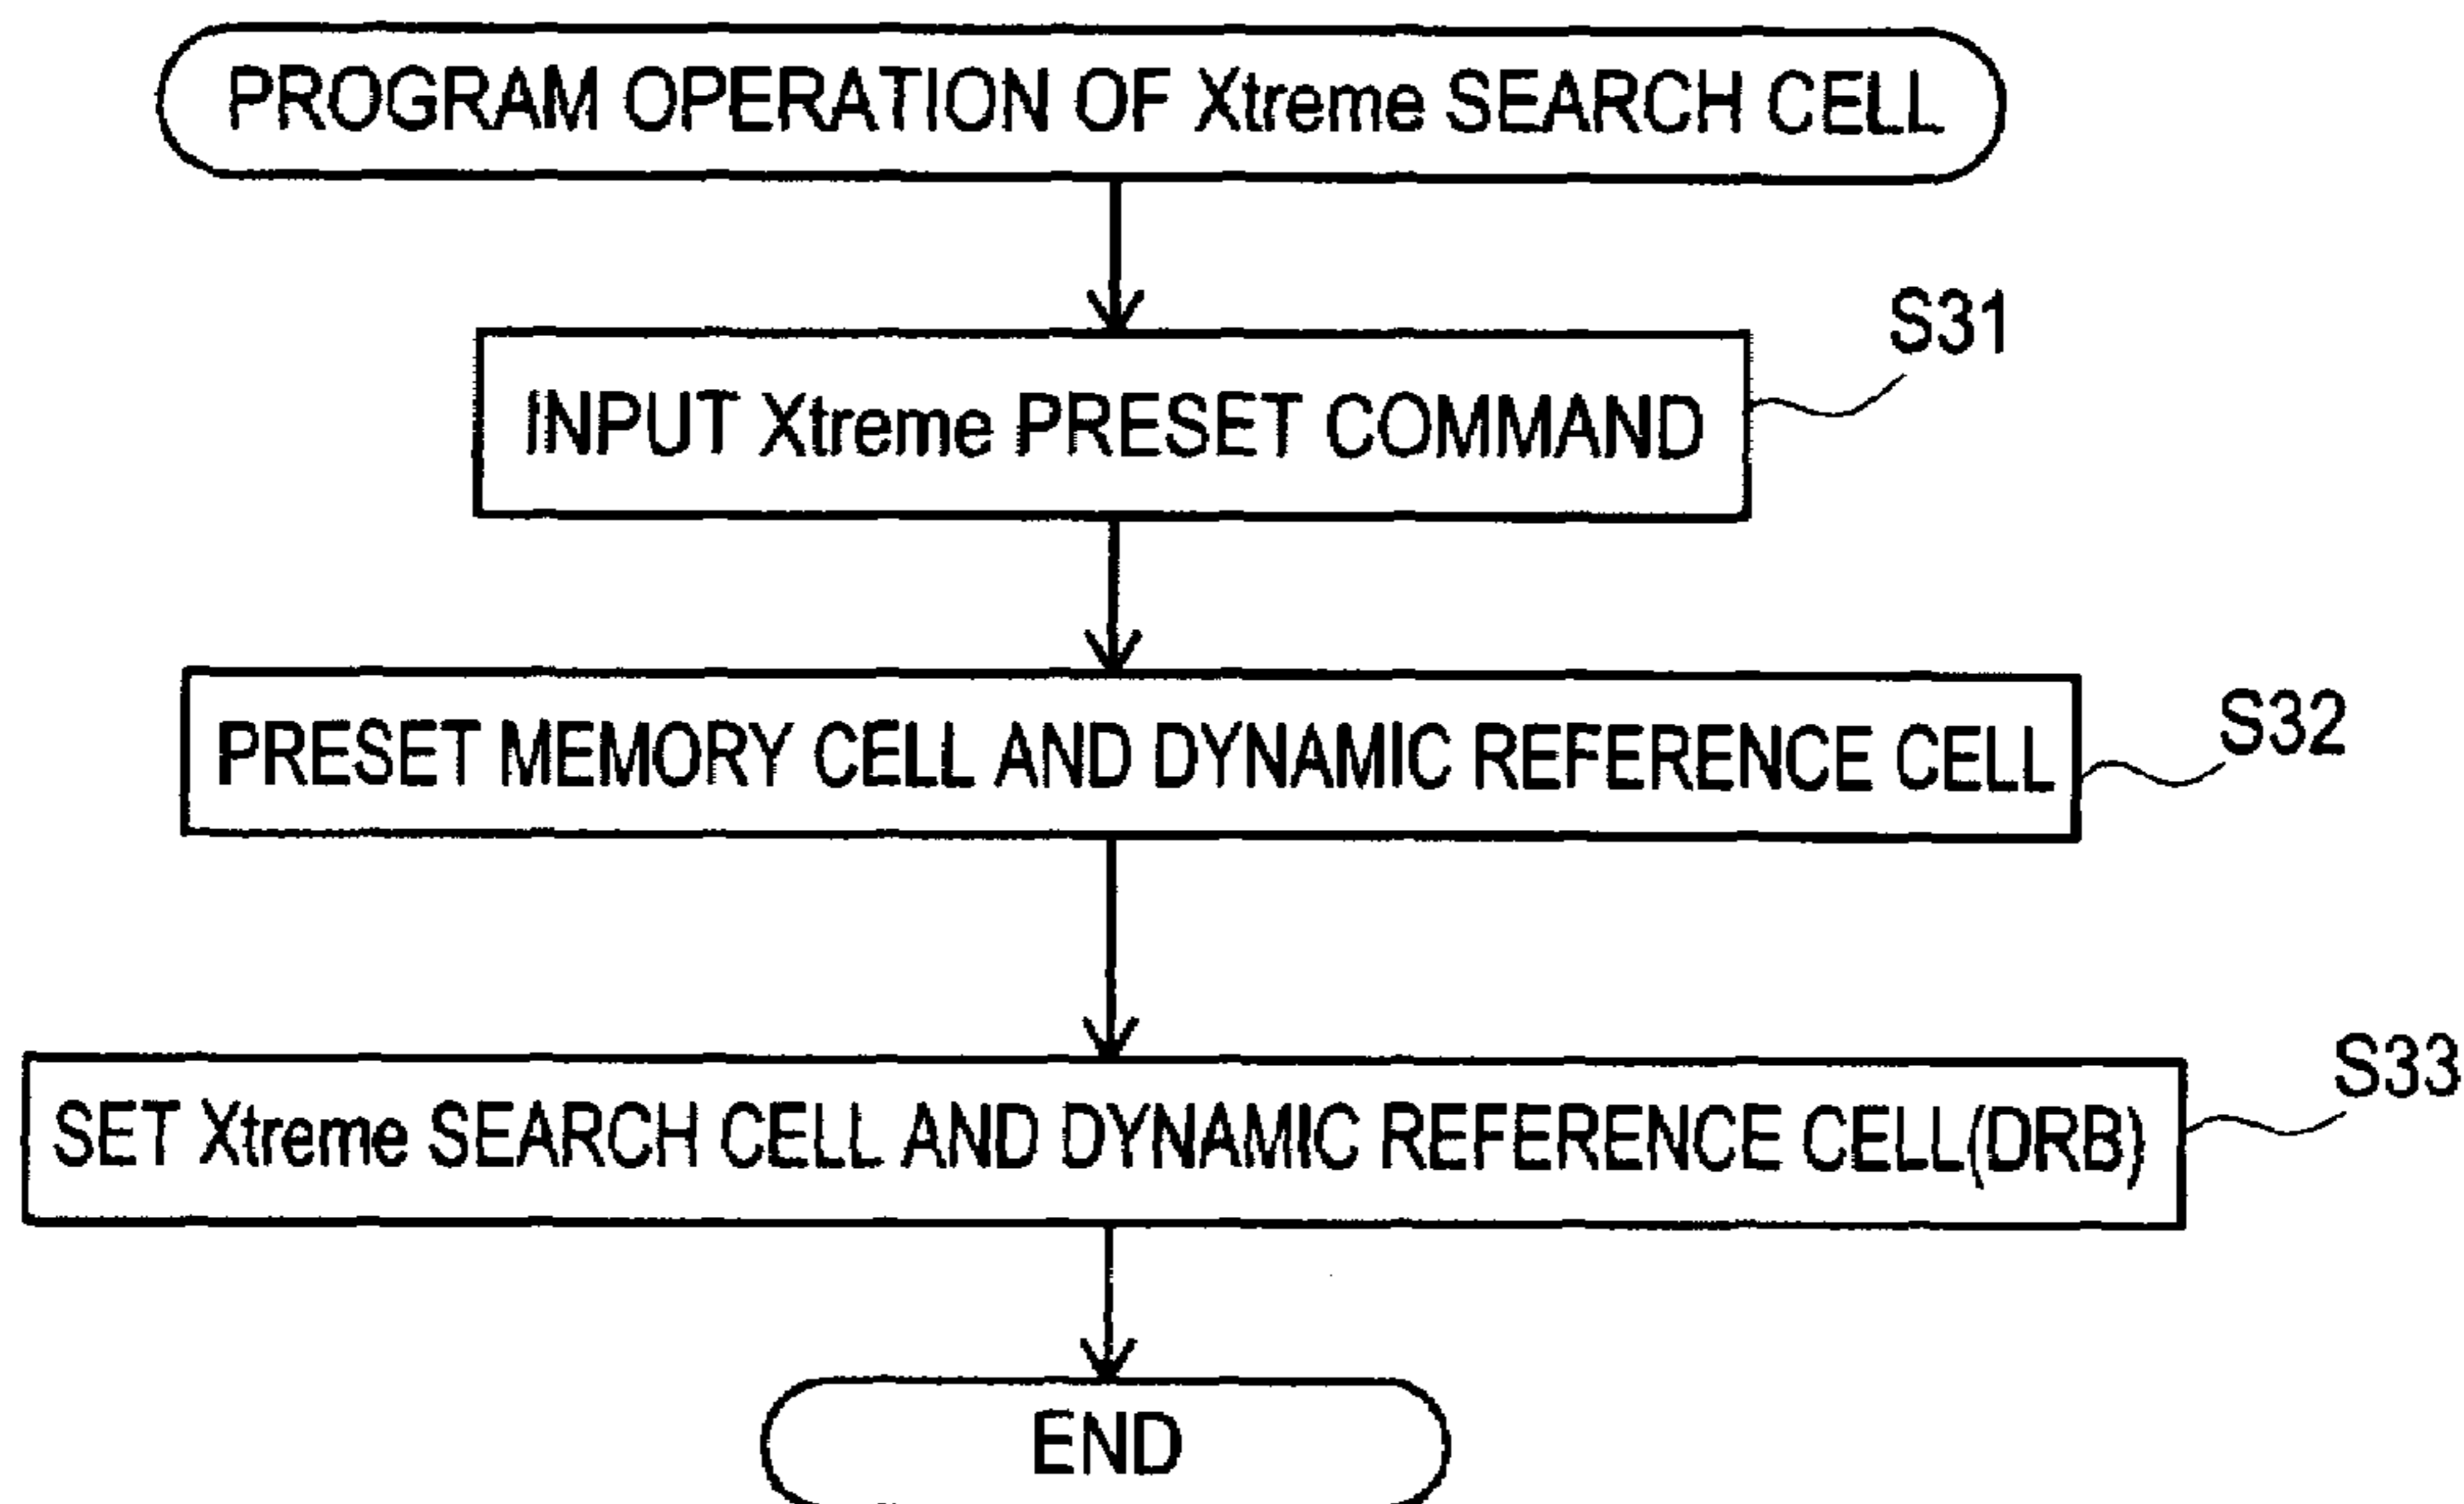 PROGRAM OPERATION OF Xtreme SEARCH CELL
S31
INPUT Xtreme PRESET COMMAND
S32
PRESET MEMORY CELL AND DYNAMIC REFERENCE CELL
S33
SET Xtreme SEARCH CELL AND DYNAMIC REFERENCE CELL(DRB)
END